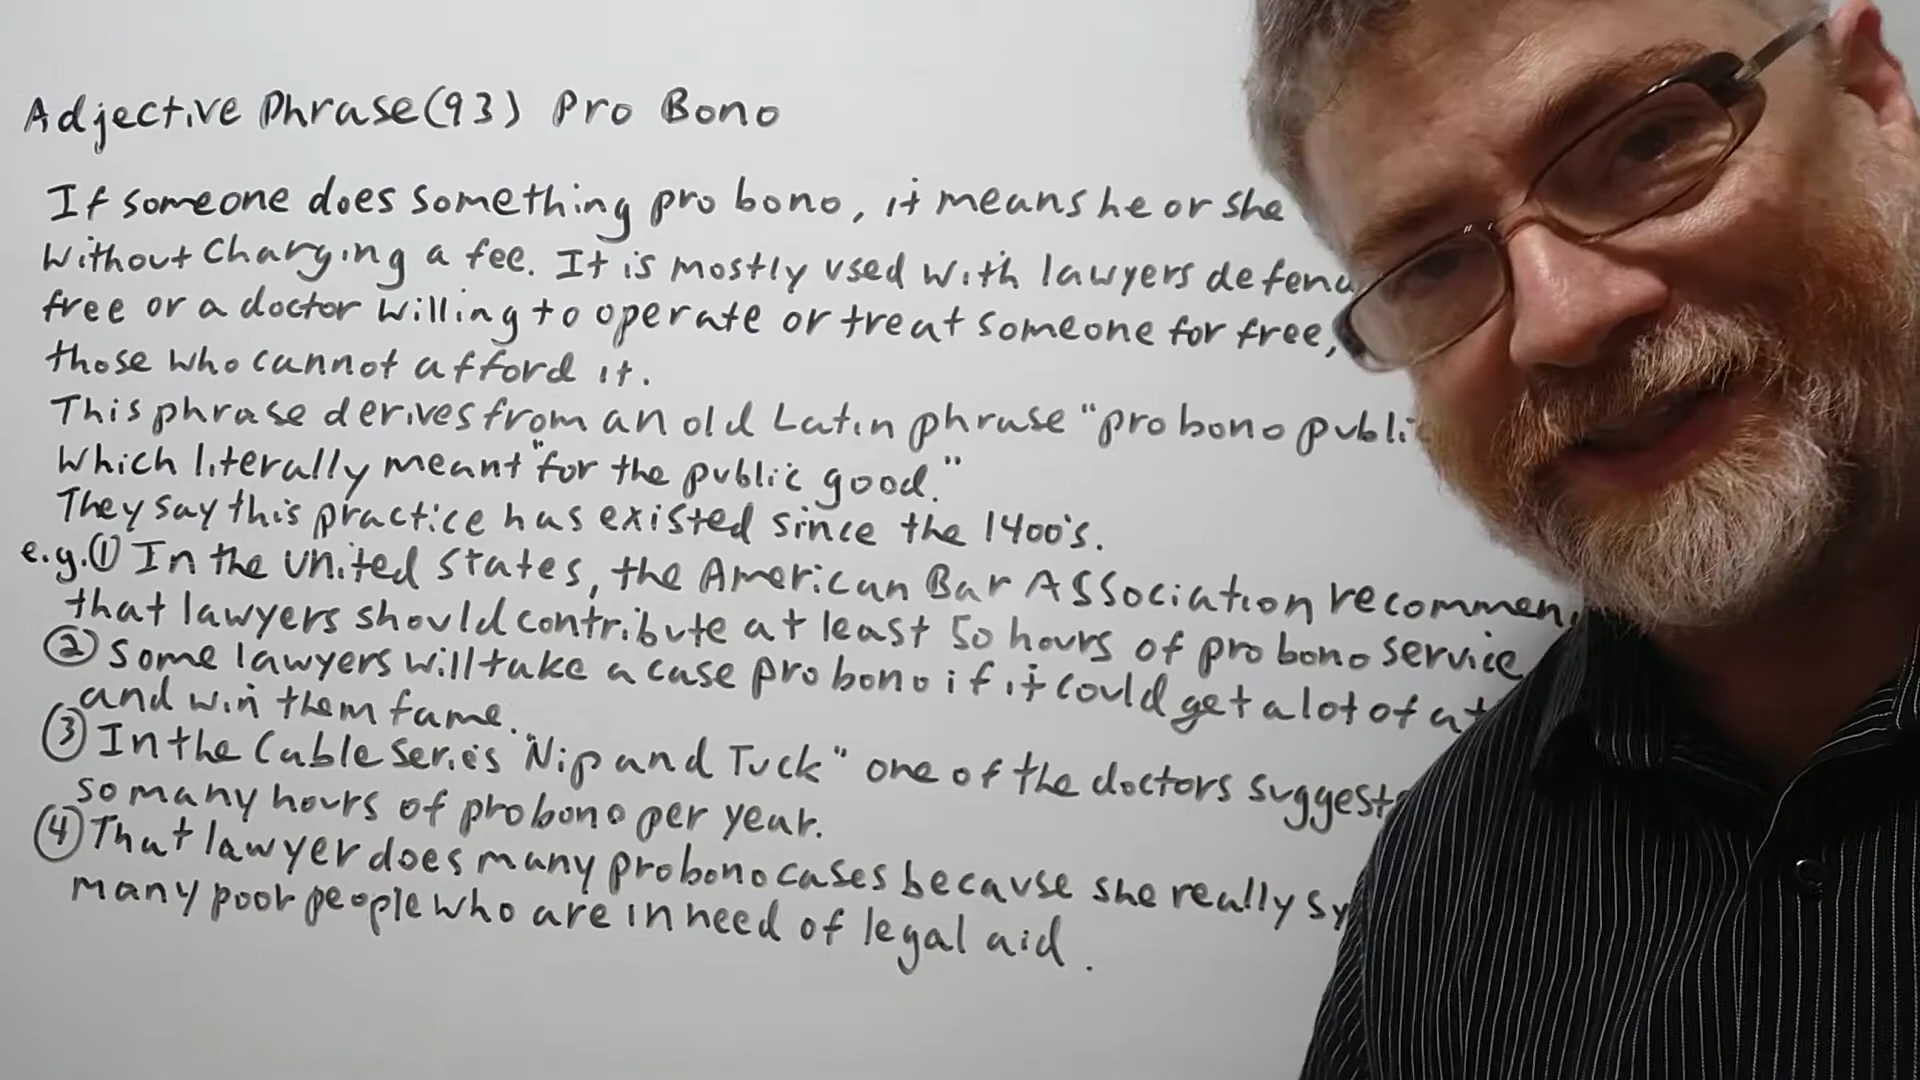 Adjective Phrase(93) Pro Bono
If someone does something pro bono, it means he or she
without charging a fee. It is mostly used with lawyers
free or a doctor willing to operate or treat someone for free,
those who cannot afford it.
This phrase derives from an old Latin phrase "pro bono
which literally meant "for the public good."
They say this practice has existed since the 1400's.
e.g. ① In the United States, the American Bar Association
that lawyers should contribute at least 50 hours of pro bono service
② Some lawyers will take a case pro bono if it could get a lot of
and win them fame.
③ In the Cable series "Nip and Tuck" one of the doctors
so many hours of pro bono per year.
④ That lawyer does many pro bono cases because she really
many poor people who are in need of legal aid.